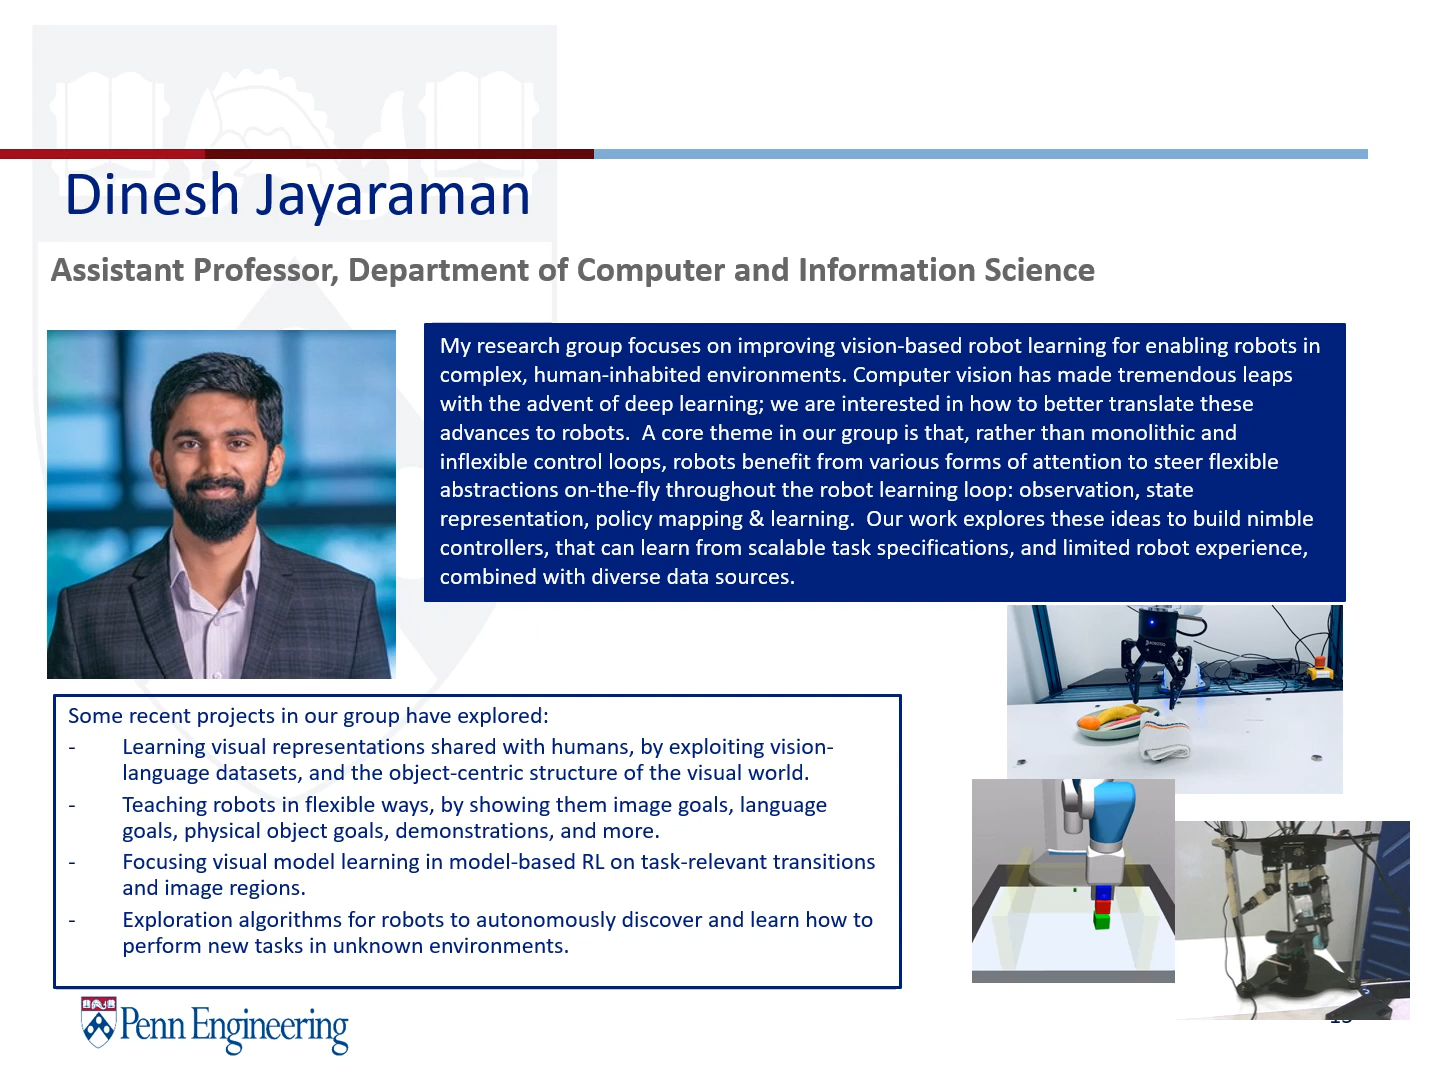 Dinesh Jayaraman
Assistant Professor, Department of Computer and Information Science
My research group focuses on improving vision-based robot learning for enabling robots in
complex, human-inhabited environments. Computer vision has made tremendous leaps
with the advent of deep learning; we are interested in how to better translate these
advances to robots.  A core theme in our group is that, rather than monolithic and
inflexible control loops, robots benefit from various forms of attention to steer flexible
abstractions on-the-fly throughout the robot learning loop: observation, state
representation, policy mapping & learning.  Our work explores these ideas to build nimble
controllers, that can learn from scalable task specifications, and limited robot experience,
combined with diverse data sources.
Some recent projects in our group have explored:
- Learning visual representations shared with humans, by exploiting vision-
language datasets, and the object-centric structure of the visual world.
- Teaching robots in flexible ways, by showing them image goals, language
goals, physical object goals, demonstrations, and more.
- Focusing visual model learning in model-based RL on task-relevant transitions
and image regions.
- Exploration algorithms for robots to autonomously discover and learn how to
perform new tasks in unknown environments.
Penn Engineering